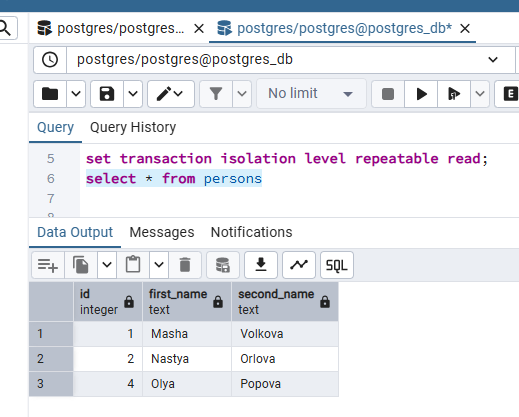 postgres/postgres... postgres/postgres@postgres_db*
postgres/postgres@postgres_db
No limit E
Query Query History
5 set transaction isolation level repeatable read;
6 select * from persons
7
Data Output Messages Notifications
SQL
id first_name second_name
integer text text
1 1 Masha Volkova
2 2 Nastya Orlova
3 4 Olya Popova